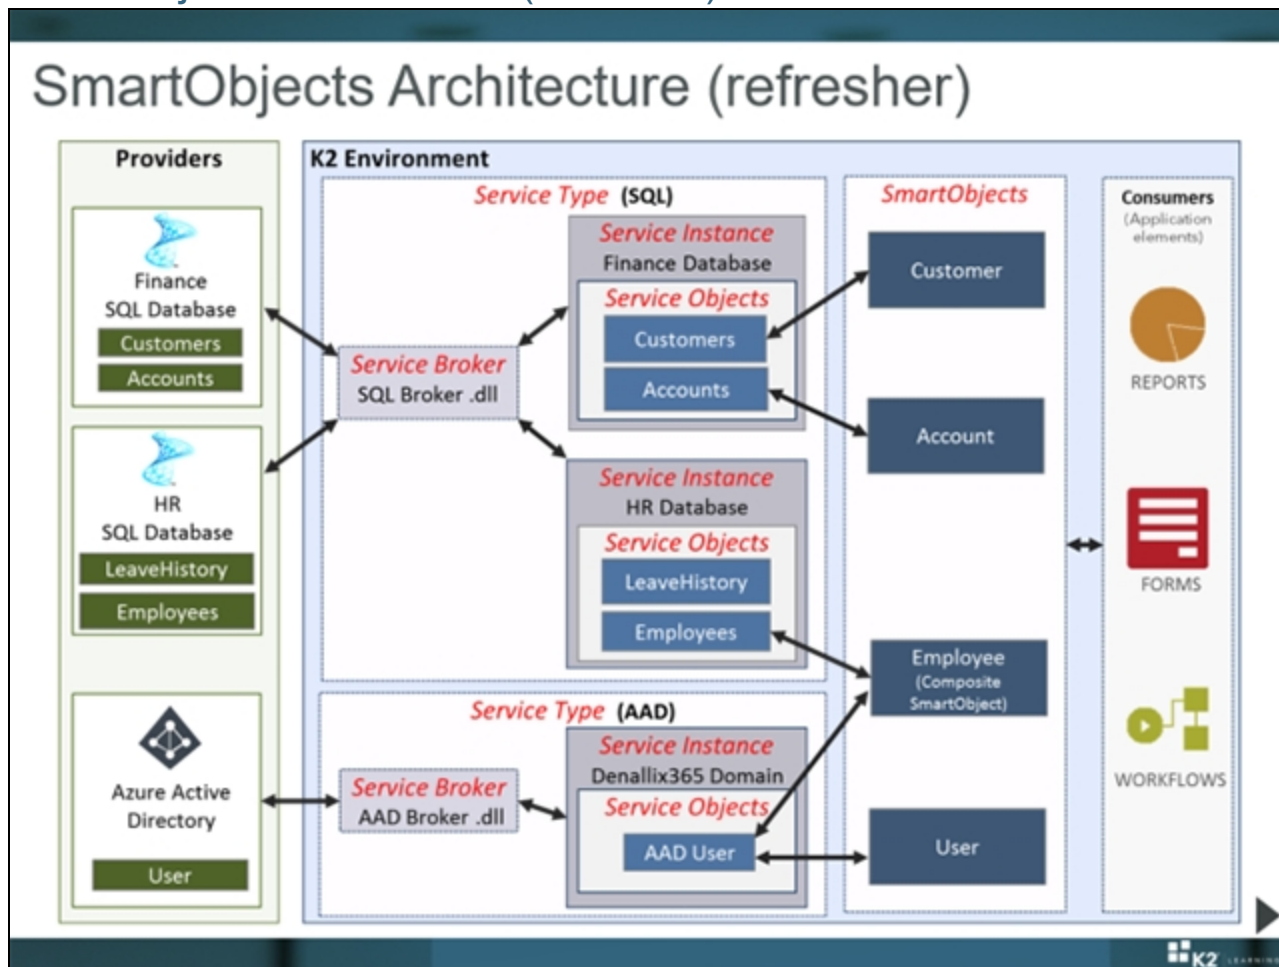 SmartObjects Architecture (refresher)
Providers
Finance
SQL Database
Customers
Accounts
HR
SQL Database
LeaveHistory
Employees
Azure Active
Directory
User
K2 Environment
Service Type (SQL)
Service Broker
SQL Broker .dll
Service Instance
Finance Database
Service Objects
Customers
Accounts
Service Instance
HR Database
Service Objects
LeaveHistory
Employees
Service Type (AAD)
Service Broker
AAD Broker .dll
Service Instance
Denallix365 Domain
Service Objects
AAD User
SmartObjects
Customer
Account
Employee
(Composite
SmartObject)
User
Consumers
(Application
elements)
REPORTS
FORMS
WORKFLOWS
K2 LEARNING